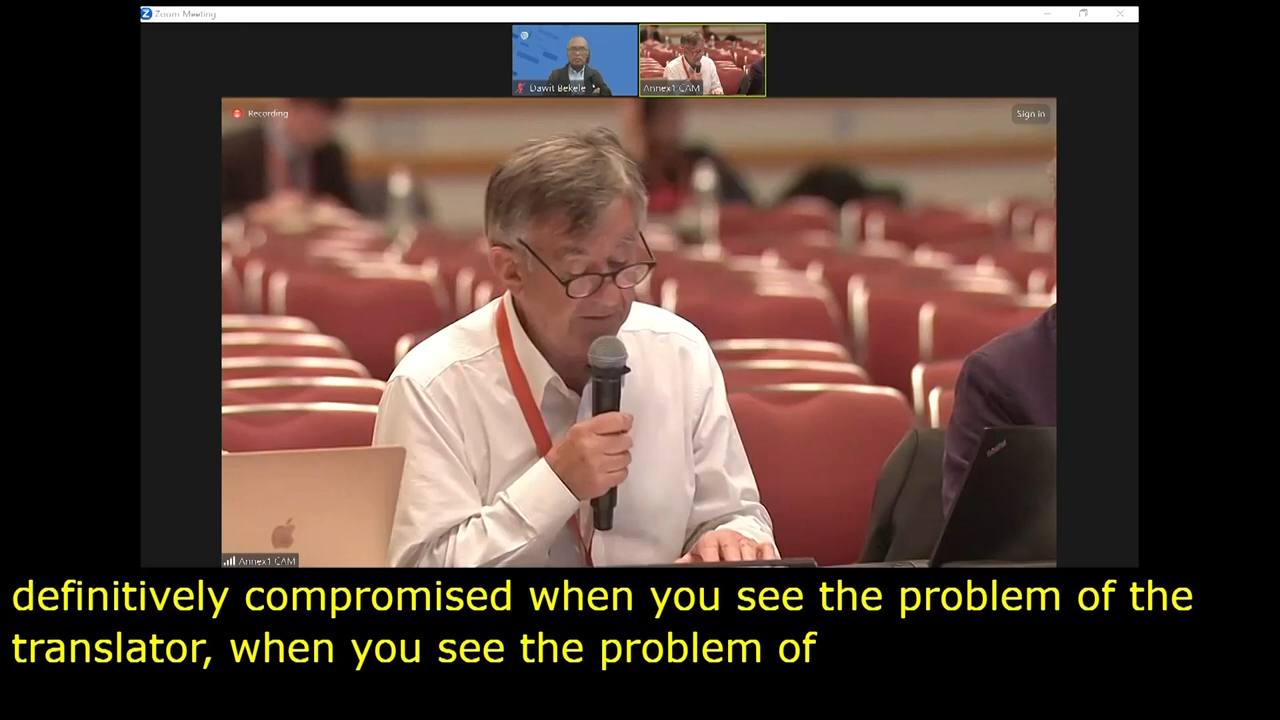 Zoom Meeting
Dawit Bekele
Annex1 CAM
Recording
Sign in
ThinkPad
Annex1 CAM
definitively compromised when you see the problem of the
translator, when you see the problem of